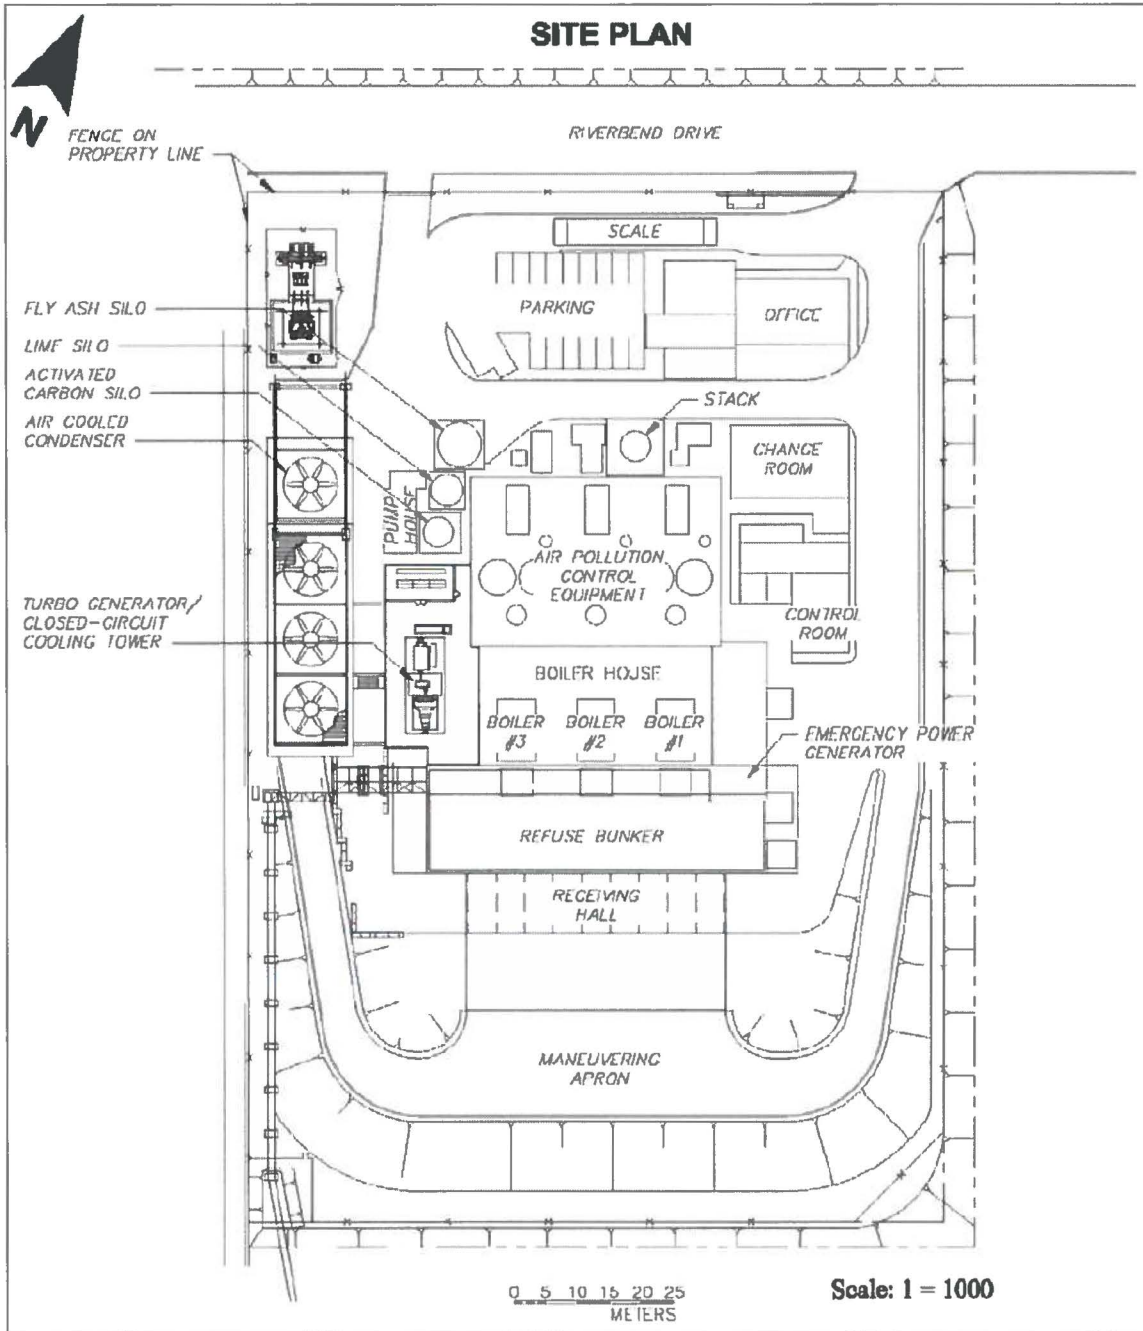 SITE PLAN
N
RIVERBEND DRIVE
FENCE ON
PROPERTY LINE
SCALE
FLY ASH SILO
PARKING
OFFICE
LIME SILO
ACTIVATED
CARBON SILO
STACK
AIR COOLED
CONDENSER
CHANGE
ROOM
PUMP
HOUSE
AIR POLLUTION
CONTROL
EQUIPMENT
TURBO GENERATOR/
CLOSED-CIRCUIT
COOLING TOWER
CONTROL
ROOM
BOILER HOUSE
BOILER
#3
BOILER
#2
BOILER
#1
EMERGENCY POWER
GENERATOR
REFUSE BUNKER
RECEIVING
HALL
MANEUVERING
APRON
0 5 10 15 20 25
METERS
Scale: 1 = 1000